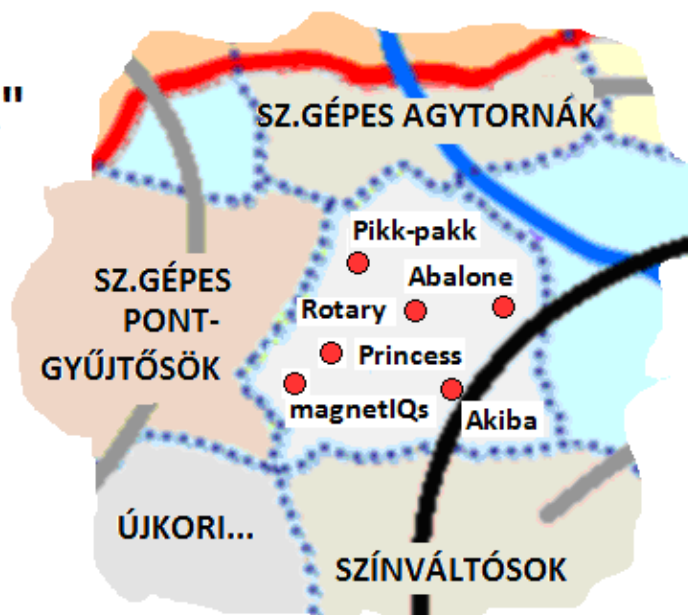 "
SZ.GÉPES AGYTORNÁK
Pikk-pakk
Abalone
SZ.GÉPES
PONT-
GYŰJTŐSÖK
Rotary
Princess
magnetIQs
Akiba
ÚJKORI...
SZÍNVÁLTÓSOK